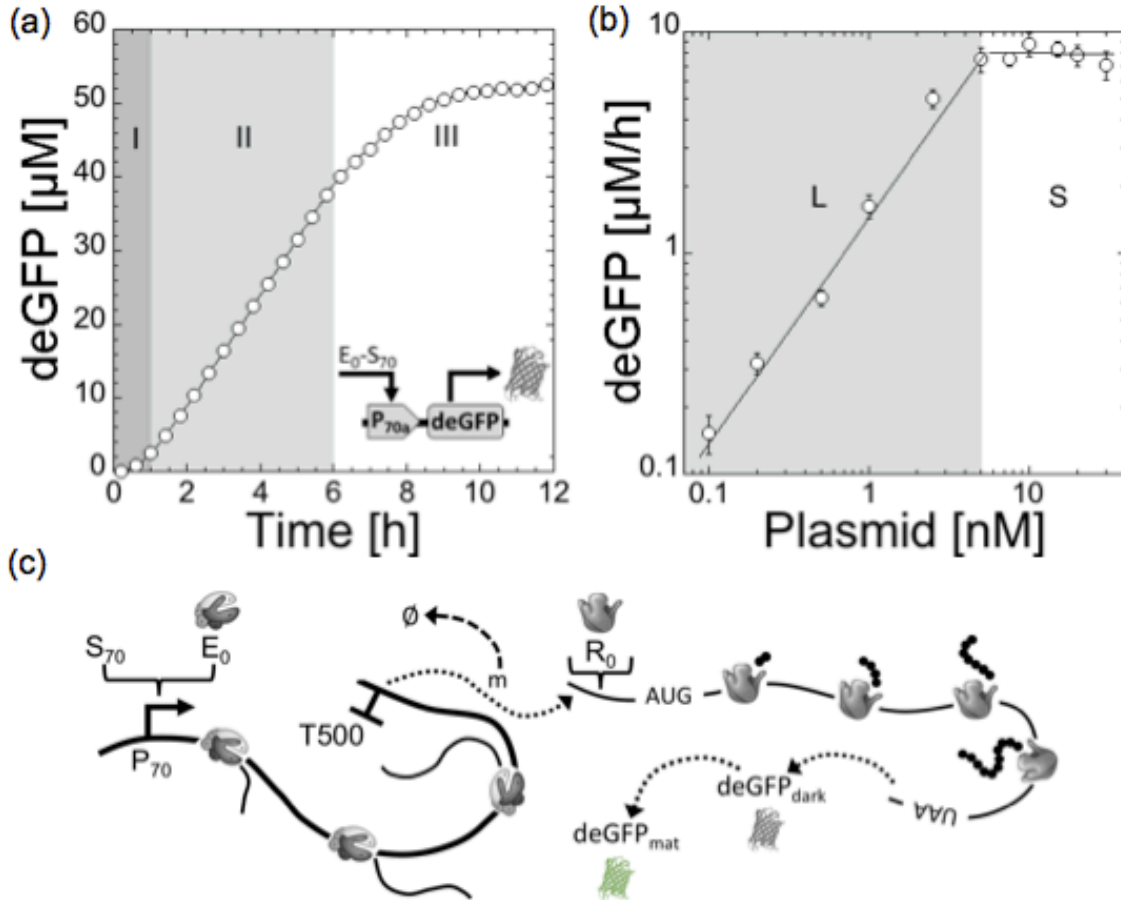 (a)
deGFP [µM]
60
50
40
30
20
10
0
I
II
III
E₀-S₇₀
P₇₀ₐ
deGFP
0 2 4 6 8 10 12
Time [h]
(b)
deGFP [µM/h]
10
1
0.1
L
S
0.1 1 10
Plasmid [nM]
(c)
S₇₀
E₀
P₇₀
T500
Ø
m
R₀
AUG
UAA
deGFP_dark
deGFP_mat